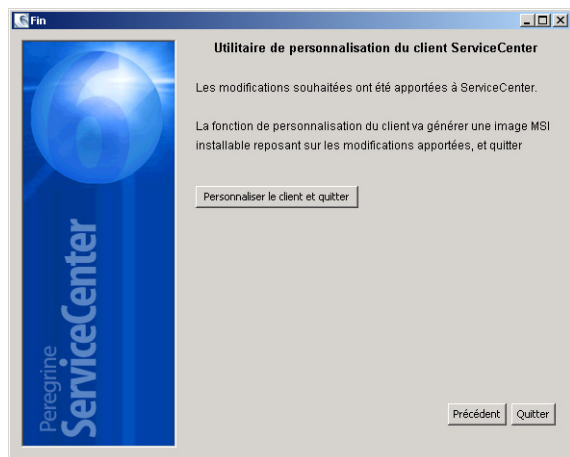 Fin
Utilitaire de personnalisation du client ServiceCenter
Les modifications souhaitées ont été apportées à ServiceCenter.
La fonction de personnalisation du client va générer une image MSI
installable reposant sur les modifications apportées, et quitter
Personnaliser le client et quitter
6
Peregrine
ServiceCenter
Précédent
Quitter